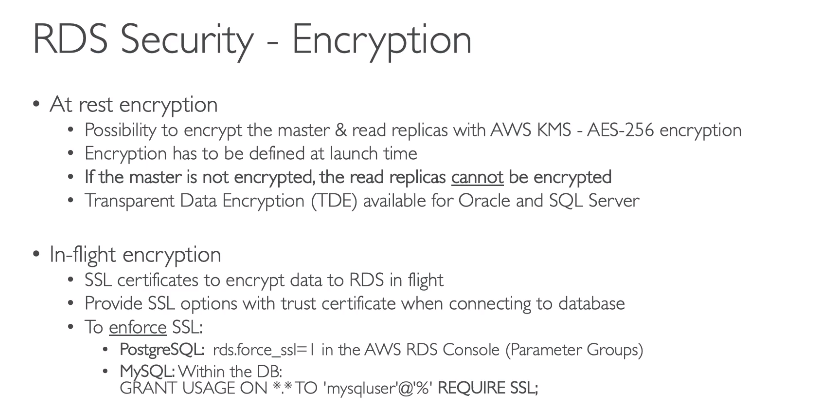 RDS Security - Encryption
• At rest encryption
• Possibility to encrypt the master & read replicas with AWS KMS - AES-256 encryption
• Encryption has to be defined at launch time
• If the master is not encrypted, the read replicas cannot be encrypted
• Transparent Data Encryption (TDE) available for Oracle and SQL Server
• In-flight encryption
• SSL certificates to encrypt data to RDS in flight
• Provide SSL options with trust certificate when connecting to database
• To enforce SSL:
• PostgreSQL: rds.force_ssl=1 in the AWS RDS Console (Parameter Groups)
• MySQL: Within the DB:
GRANT USAGE ON *.* TO 'mysqluser'@'%' REQUIRE SSL;